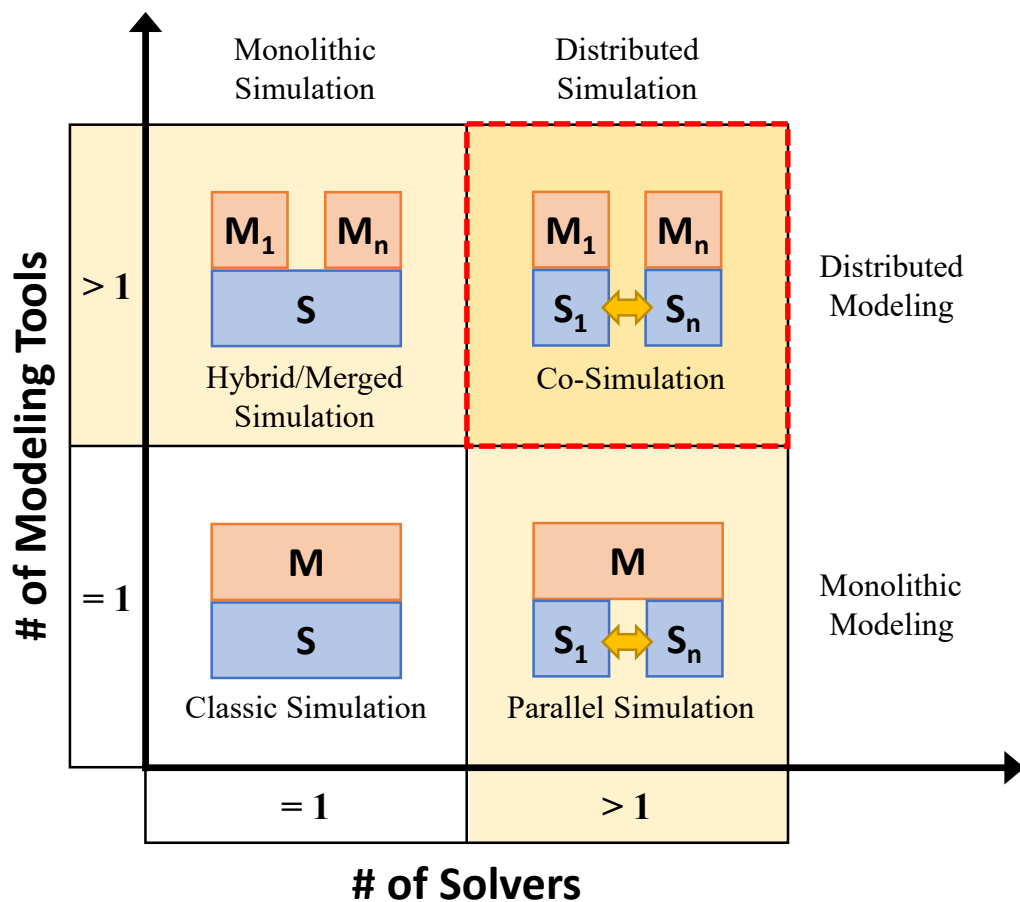 Monolithic
Simulation
Distributed
Simulation
# of Modeling Tools
> 1
M1
Mn
S
Hybrid/Merged
Simulation
M1
Mn
S1
Sn
Co-Simulation
Distributed
Modeling
= 1
M
S
Classic Simulation
M
S1
Sn
Parallel Simulation
Monolithic
Modeling
= 1
> 1
# of Solvers